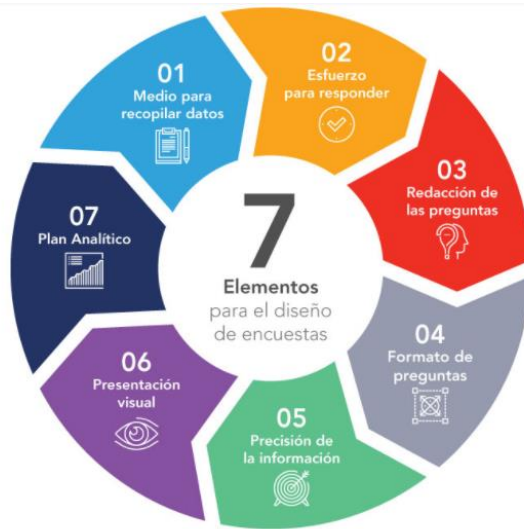 01
Medio para
recopilar datos
02
Esfuerzo
para responder
03
Redacción de
las preguntas
04
Formato de
preguntas
05
Precisión de
la información
06
Presentación
visual
07
Plan Analítico
7
Elementos
para el diseño
de encuestas